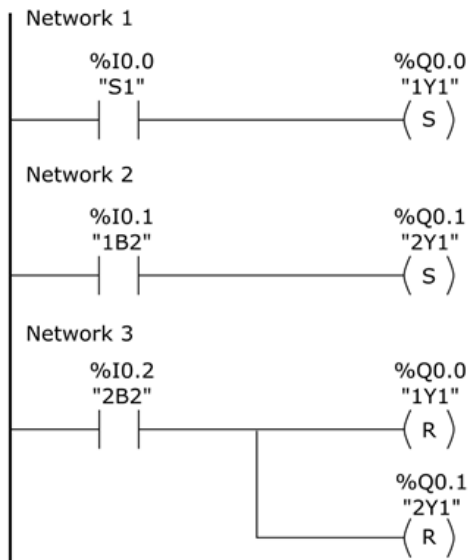 Network 1
%I0.0 %Q0.0
"S1" "1Y1"
S
Network 2
%I0.1 %Q0.1
"1B2" "2Y1"
S
Network 3
%I0.2 %Q0.0
"2B2" "1Y1"
R
%Q0.1
"2Y1"
R